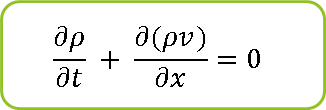 ∂ρ/∂t + ∂(ρv)/∂x = 0